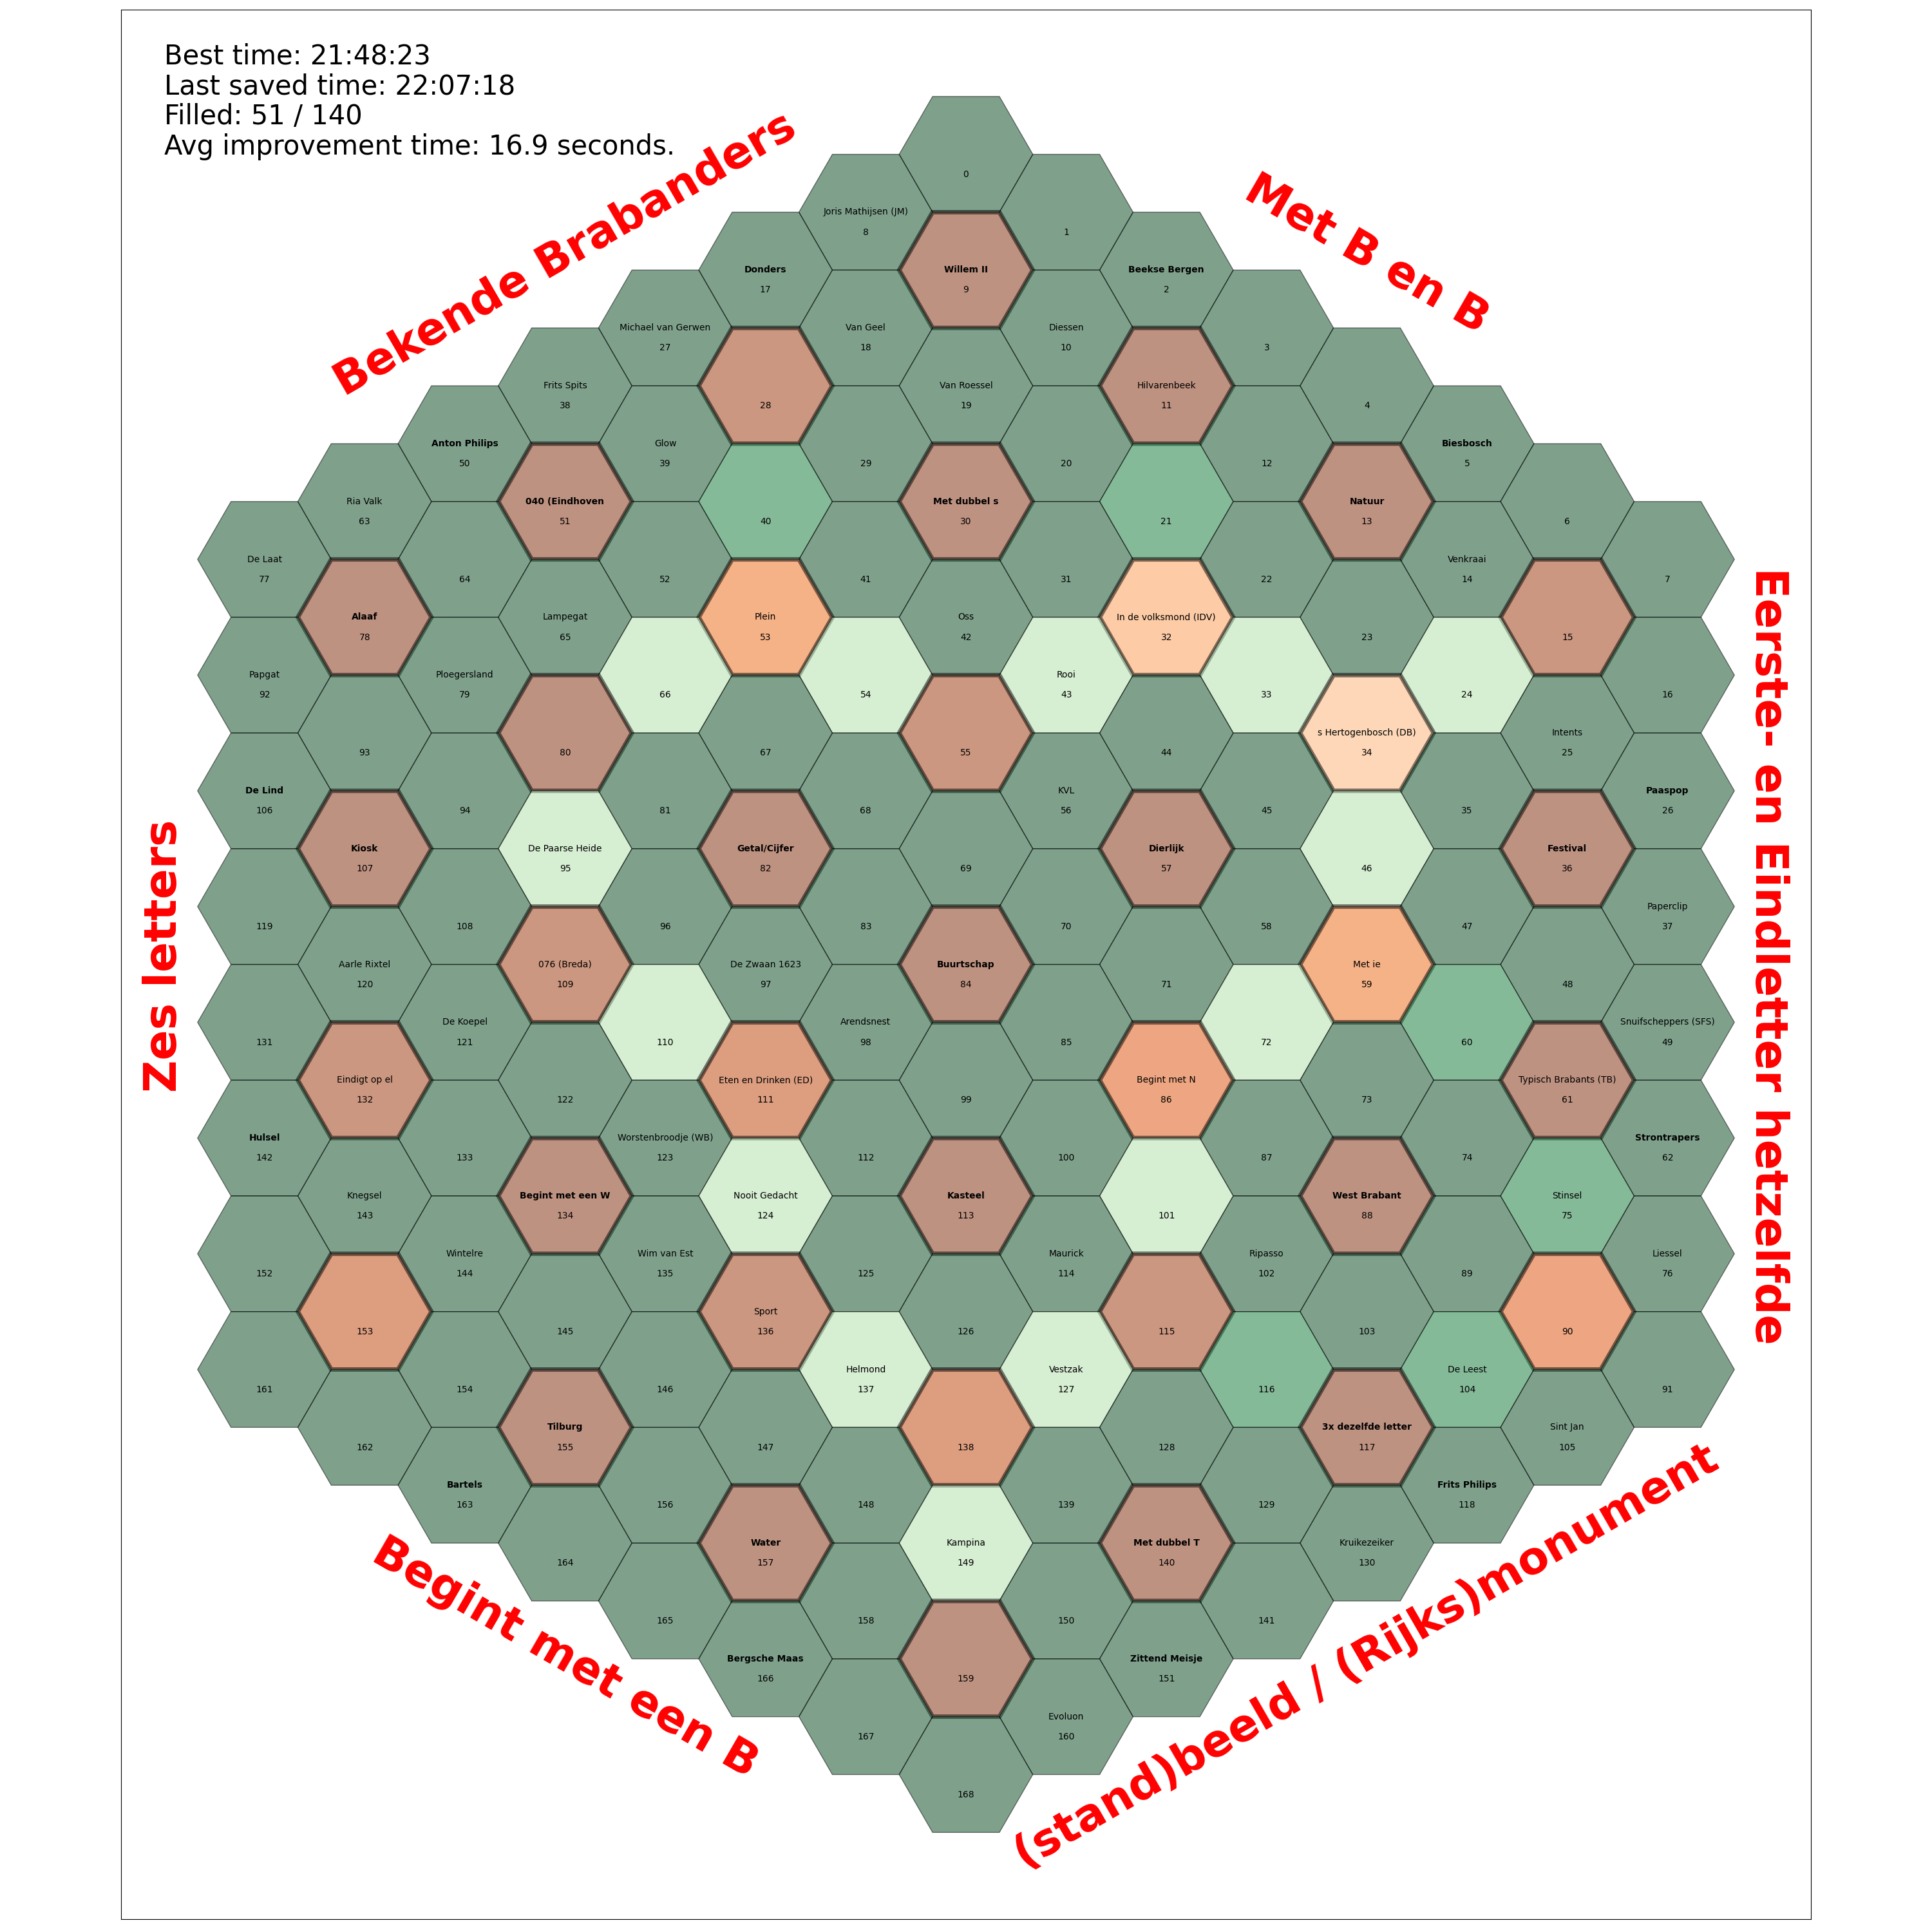 Best time: 21:48:23
Last saved time: 22:07:18
Filled: 51 / 140
Avg improvement time: 16.9 seconds.
Bekende Brabanders
Met B en B
Eerste- en Eindletter hetzelfde
(stand)beeld / (Rijks)monument
Begint met een B
Zes letters
0
Joris Mathijsen (JM)
8
1
Donders
17
Willem II
9
Beekse Bergen
2
Michael van Gerwen
27
Van Geel
18
Diessen
10
3
Frits Spits
38
28
Van Roessel
19
Hilvarenbeek
11
4
Anton Philips
50
Glow
39
29
20
12
Biesbosch
5
Ria Valk
63
040 (Eindhoven
51
40
Met dubbel s
30
21
Natuur
13
6
De Laat
77
64
52
41
31
22
Venkraai
14
7
Alaaf
78
Lampegat
65
Plein
53
Oss
42
In de volksmond (IDV)
32
23
15
Papgat
92
Ploegersland
79
66
54
Rooi
43
33
24
16
93
80
67
55
44
s Hertogenbosch (DB)
34
Intents
25
De Lind
106
94
81
68
KVL
56
45
35
Paaspop
26
Kiosk
107
De Paarse Heide
95
Getal/Cijfer
82
69
Dierlijk
57
46
Festival
36
119
108
96
83
70
58
47
Paperclip
37
Aarle Rixtel
120
076 (Breda)
109
De Zwaan 1623
97
Buurtschap
84
71
Met ie
59
48
131
De Koepel
121
110
Arendsnest
98
85
72
60
Snuifscheppers (SFS)
49
Eindigt op el
132
122
Eten en Drinken (ED)
111
99
Begint met N
86
73
Typisch Brabants (TB)
61
Hulsel
142
133
Worstenbroodje (WB)
123
112
100
87
74
Strontrapers
62
Knegsel
143
Begint met een W
134
Nooit Gedacht
124
Kasteel
113
101
West Brabant
88
Stinsel
75
152
Wintelre
144
Wim van Est
135
125
Maurick
114
Ripasso
102
89
Liessel
76
153
145
Sport
136
126
115
103
90
161
154
146
Helmond
137
Vestzak
127
116
De Leest
104
91
162
Tilburg
155
147
138
128
3x dezelfde letter
117
Sint Jan
105
Bartels
163
156
148
139
129
Frits Philips
118
164
Water
157
Kampina
149
Met dubbel T
140
Kruikezeiker
130
165
158
150
141
Bergsche Maas
166
159
Zittend Meisje
151
167
Evoluon
160
168